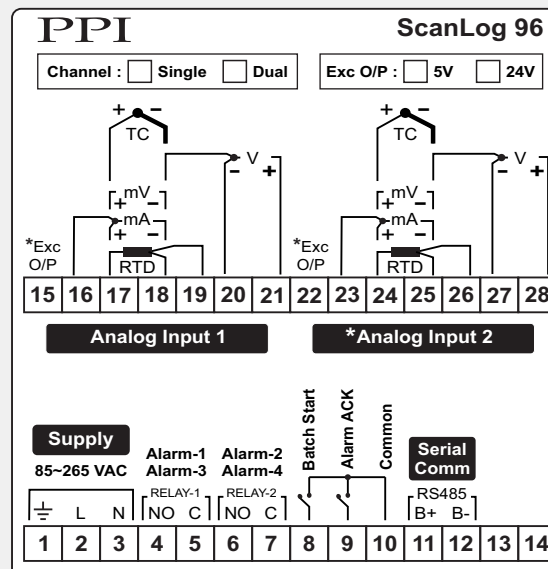 PPI ScanLog 96
Channel : Single Dual Exc O/P : 5V 24V
+ − + −
TC TC
V V
− + − +
mV mV
+ − + −
mA mA
+ − + −
*Exc O/P RTD *Exc O/P RTD
15 16 17 18 19 20 21 22 23 24 25 26 27 28
Analog Input 1 *Analog Input 2
Batch Start Alarm ACK Common
Supply Alarm-1 Alarm-2 Serial
85~265 VAC Alarm-3 Alarm-4 Comm
RELAY-1 RELAY-2 RS485
L N NO C NO C B+ B-
1 2 3 4 5 6 7 8 9 10 11 12 13 14